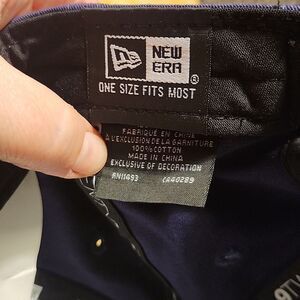 NEW
ERA
®
ONE SIZE FITS MOST
FABRIQUÉ EN CHINE
À L'EXCLUSION DE LA GARNITURE
100% COTTON
MADE IN CHINA
EXCLUSIVE OF DECORATION
RN11493 CA40289